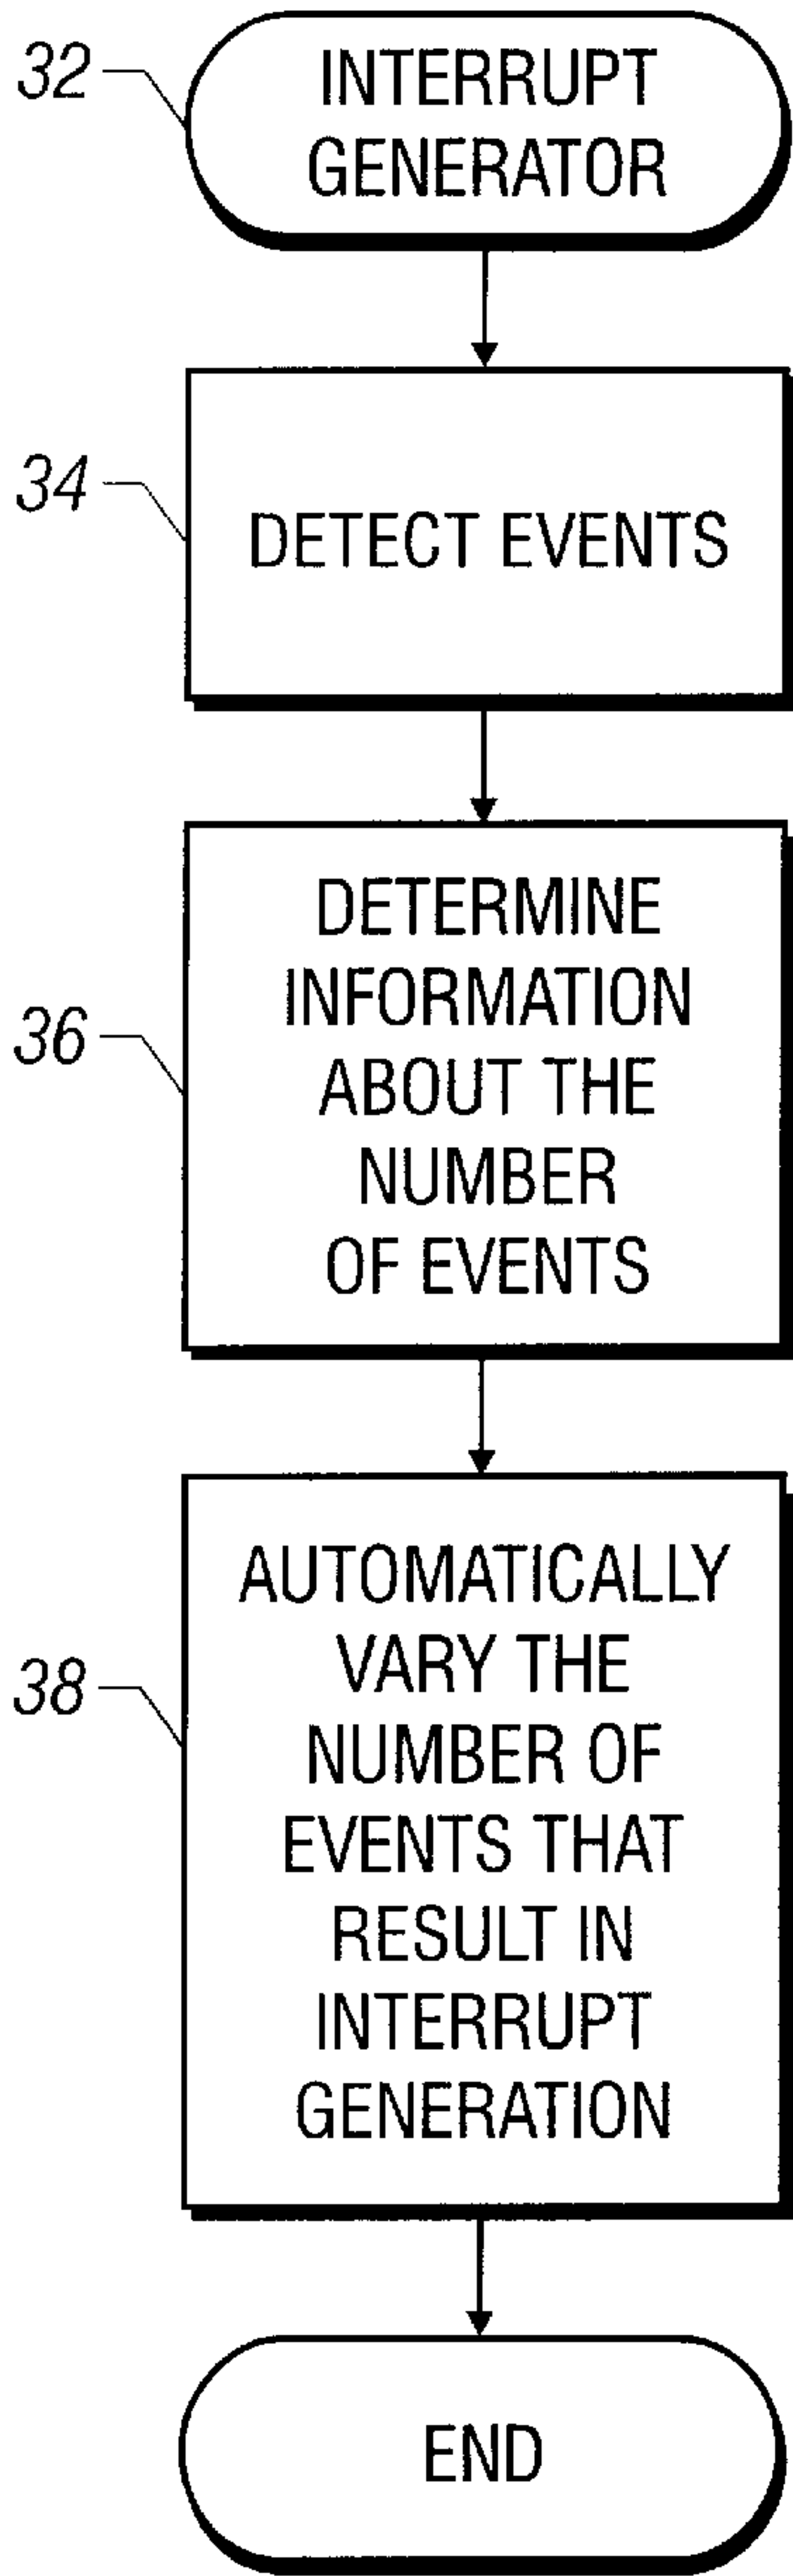 32
INTERRUPT
GENERATOR
34
DETECT EVENTS
36
DETERMINE
INFORMATION
ABOUT THE
NUMBER
OF EVENTS
38
AUTOMATICALLY
VARY THE
NUMBER OF
EVENTS THAT
RESULT IN
INTERRUPT
GENERATION
END